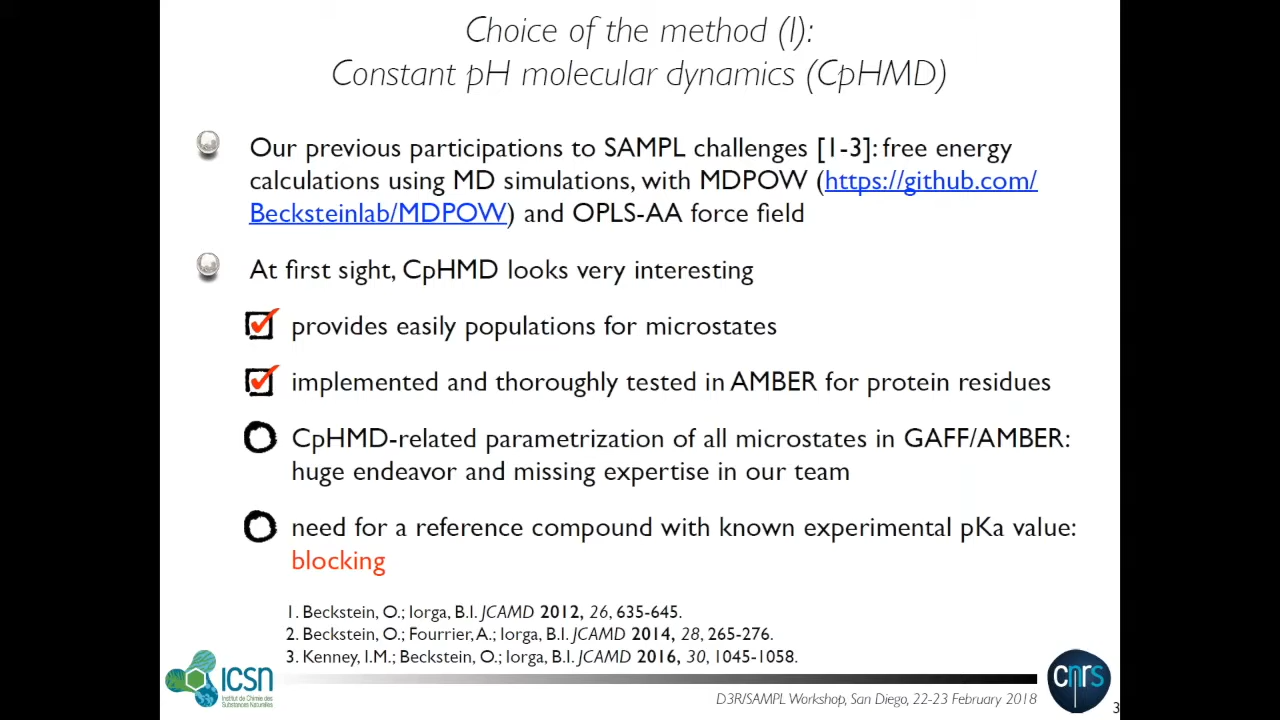 Choice of the method (I):
Constant pH molecular dynamics (CpHMD)
Our previous participations to SAMPL challenges [1-3]: free energy
calculations using MD simulations, with MDPOW (https://github.com/
Becksteinlab/MDPOW) and OPLS-AA force field
At first sight, CpHMD looks very interesting
provides easily populations for microstates
implemented and thoroughly tested in AMBER for protein residues
CpHMD-related parametrization of all microstates in GAFF/AMBER:
huge endeavor and missing expertise in our team
need for a reference compound with known experimental pKa value:
blocking
1. Beckstein, O.; Iorga, B.I. JCAMD 2012, 26, 635-645.
2. Beckstein, O.; Fourrier, A.; Iorga, B.I. JCAMD 2014, 28, 265-276.
3. Kenney, I.M.; Beckstein, O.; Iorga, B.I. JCAMD 2016, 30, 1045-1058.
ICSN
Institut de Chimie des
Substances Naturelles
D3R/SAMPL Workshop, San Diego, 22-23 February 2018
cnrs
3